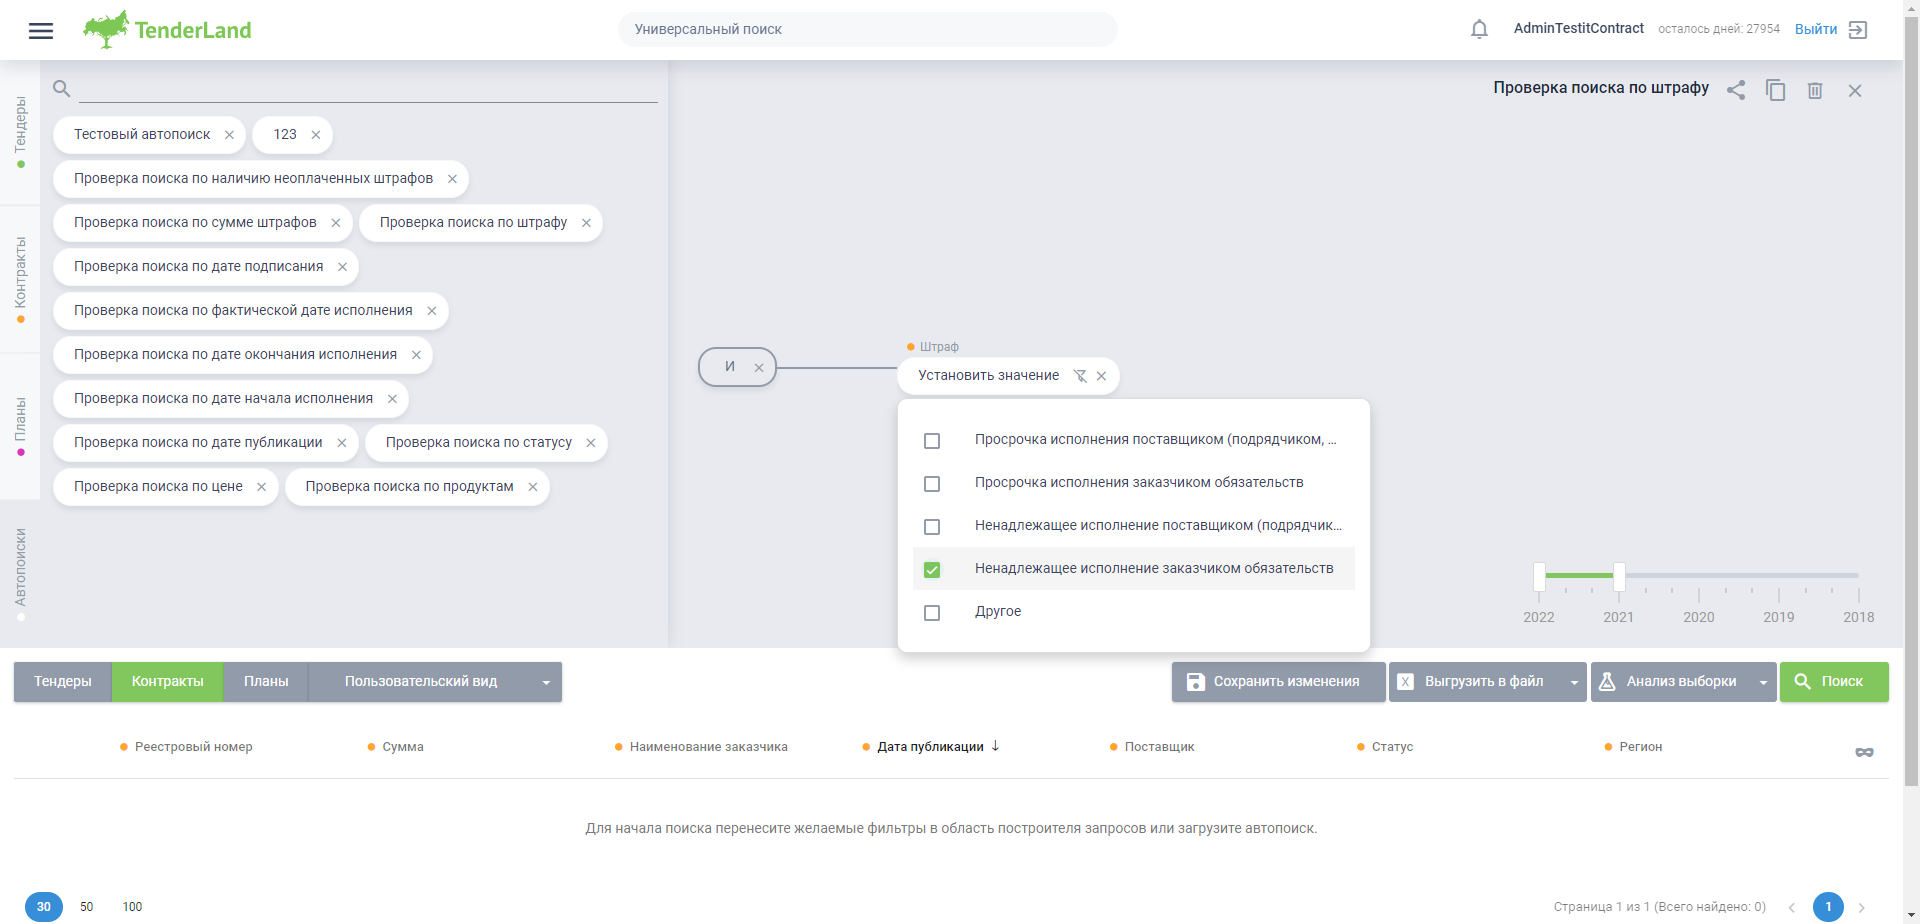 TenderLand
Универсальный поиск
AdminTestitContract
осталось дней: 27954
Выйти
Тендеры
Контракты
Планы
Автопоиски
Тестовый автопоиск
123
Проверка поиска по наличию неоплаченных штрафов
Проверка поиска по сумме штрафов
Проверка поиска по штрафу
Проверка поиска по дате подписания
Проверка поиска по фактической дате исполнения
Проверка поиска по дате окончания исполнения
Проверка поиска по дате начала исполнения
Проверка поиска по дате публикации
Проверка поиска по статусу
Проверка поиска по цене
Проверка поиска по продуктам
Проверка поиска по штрафу
И
Штраф
Установить значение
Просрочка исполнения поставщиком (подрядчиком, ...
Просрочка исполнения заказчиком обязательств
Ненадлежащее исполнение поставщиком (подрядчик...
Ненадлежащее исполнение заказчиком обязательств
Другое
2022 2021 2020 2019 2018
Тендеры
Контракты
Планы
Пользовательский вид
Сохранить изменения
X
Выгрузить в файл
Анализ выборки
Поиск
Реестровый номер
Сумма
Наименование заказчика
Дата публикации
Поставщик
Статус
Регион
Для начала поиска перенесите желаемые фильтры в область построителя запросов или загрузите автопоиск.
30 50 100
Страница 1 из 1 (Всего найдено: 0)
1